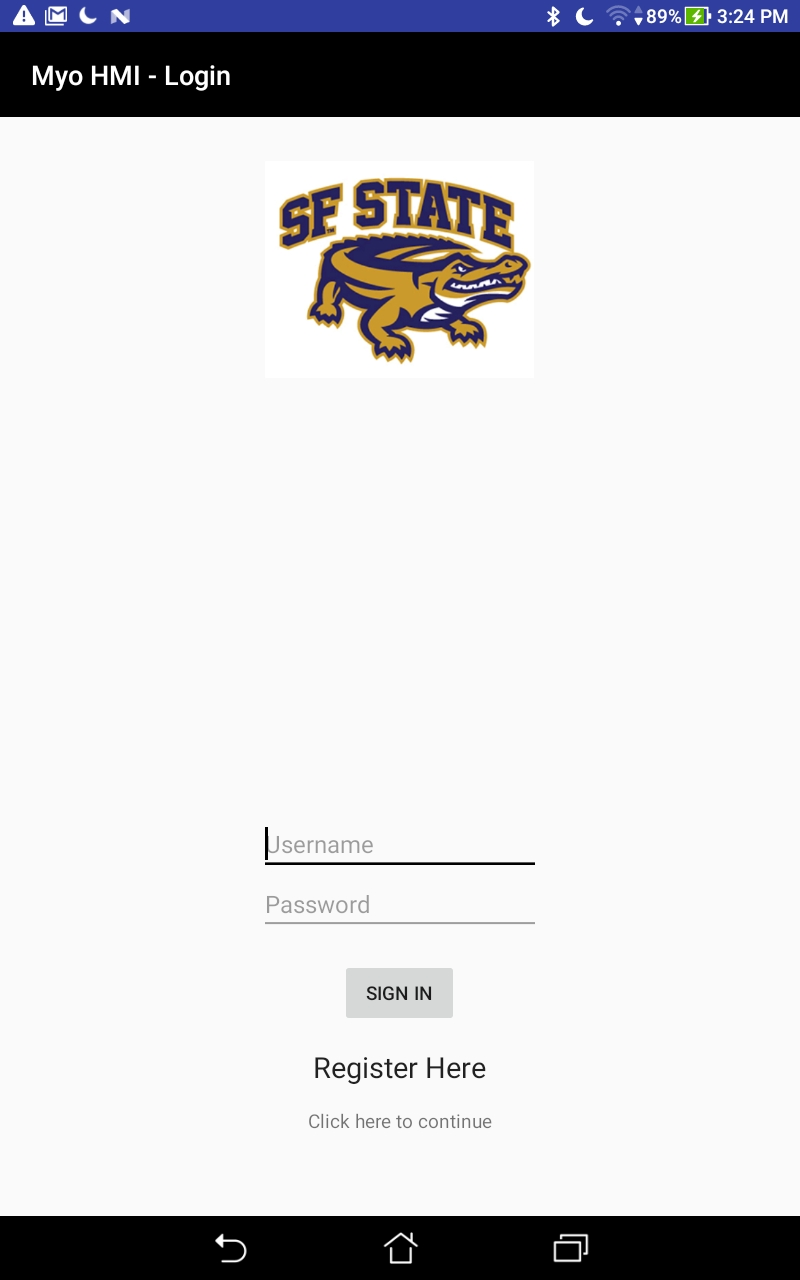 89% 3:24 PM
Myo HMI - Login
SF STATE
Username
Password
SIGN IN
Register Here
Click here to continue